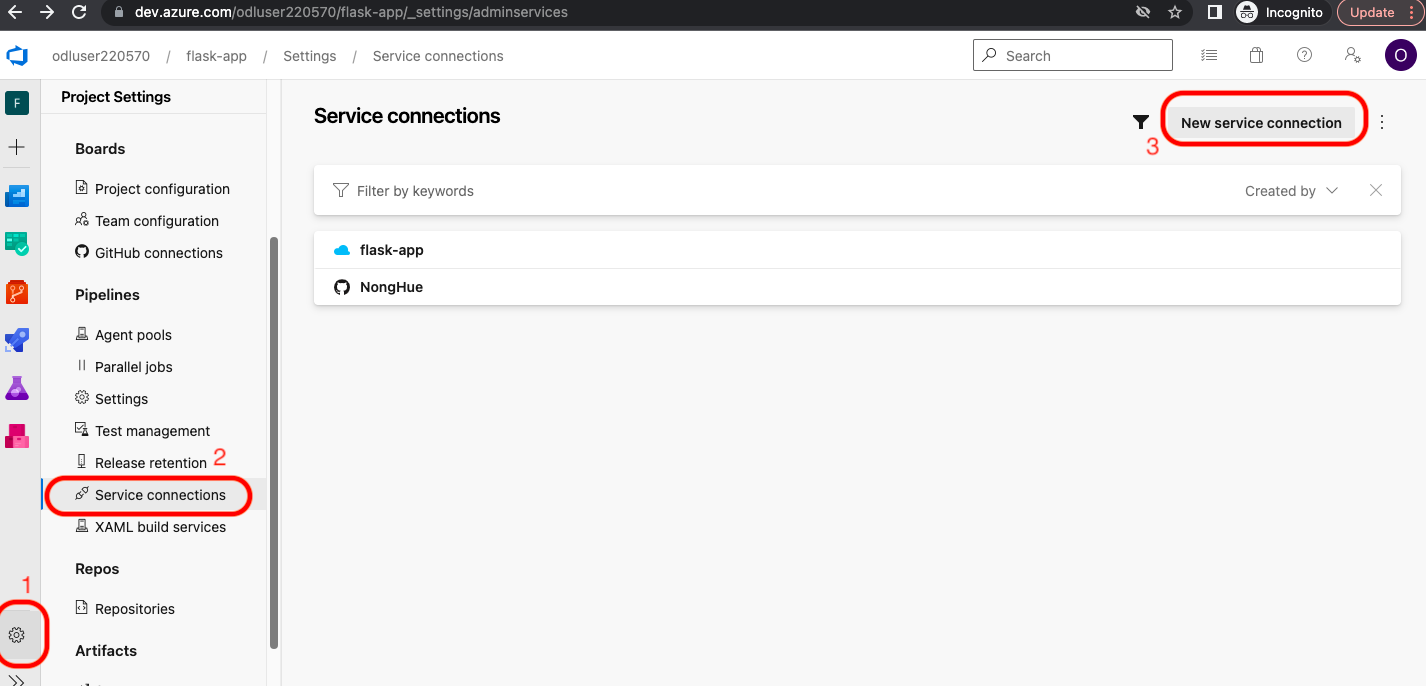 dev.azure.com/odluser220570/flask-app/_settings/adminservices
Incognito
Update
odluser220570 / flask-app / Settings / Service connections
Search
O
F
Project Settings
Boards
Project configuration
Team configuration
GitHub connections
Pipelines
Agent pools
Parallel jobs
Settings
Test management
Release retention
2
Service connections
XAML build services
Repos
1
Repositories
Artifacts
Service connections
New service connection
3
Filter by keywords
Created by
flask-app
NongHue